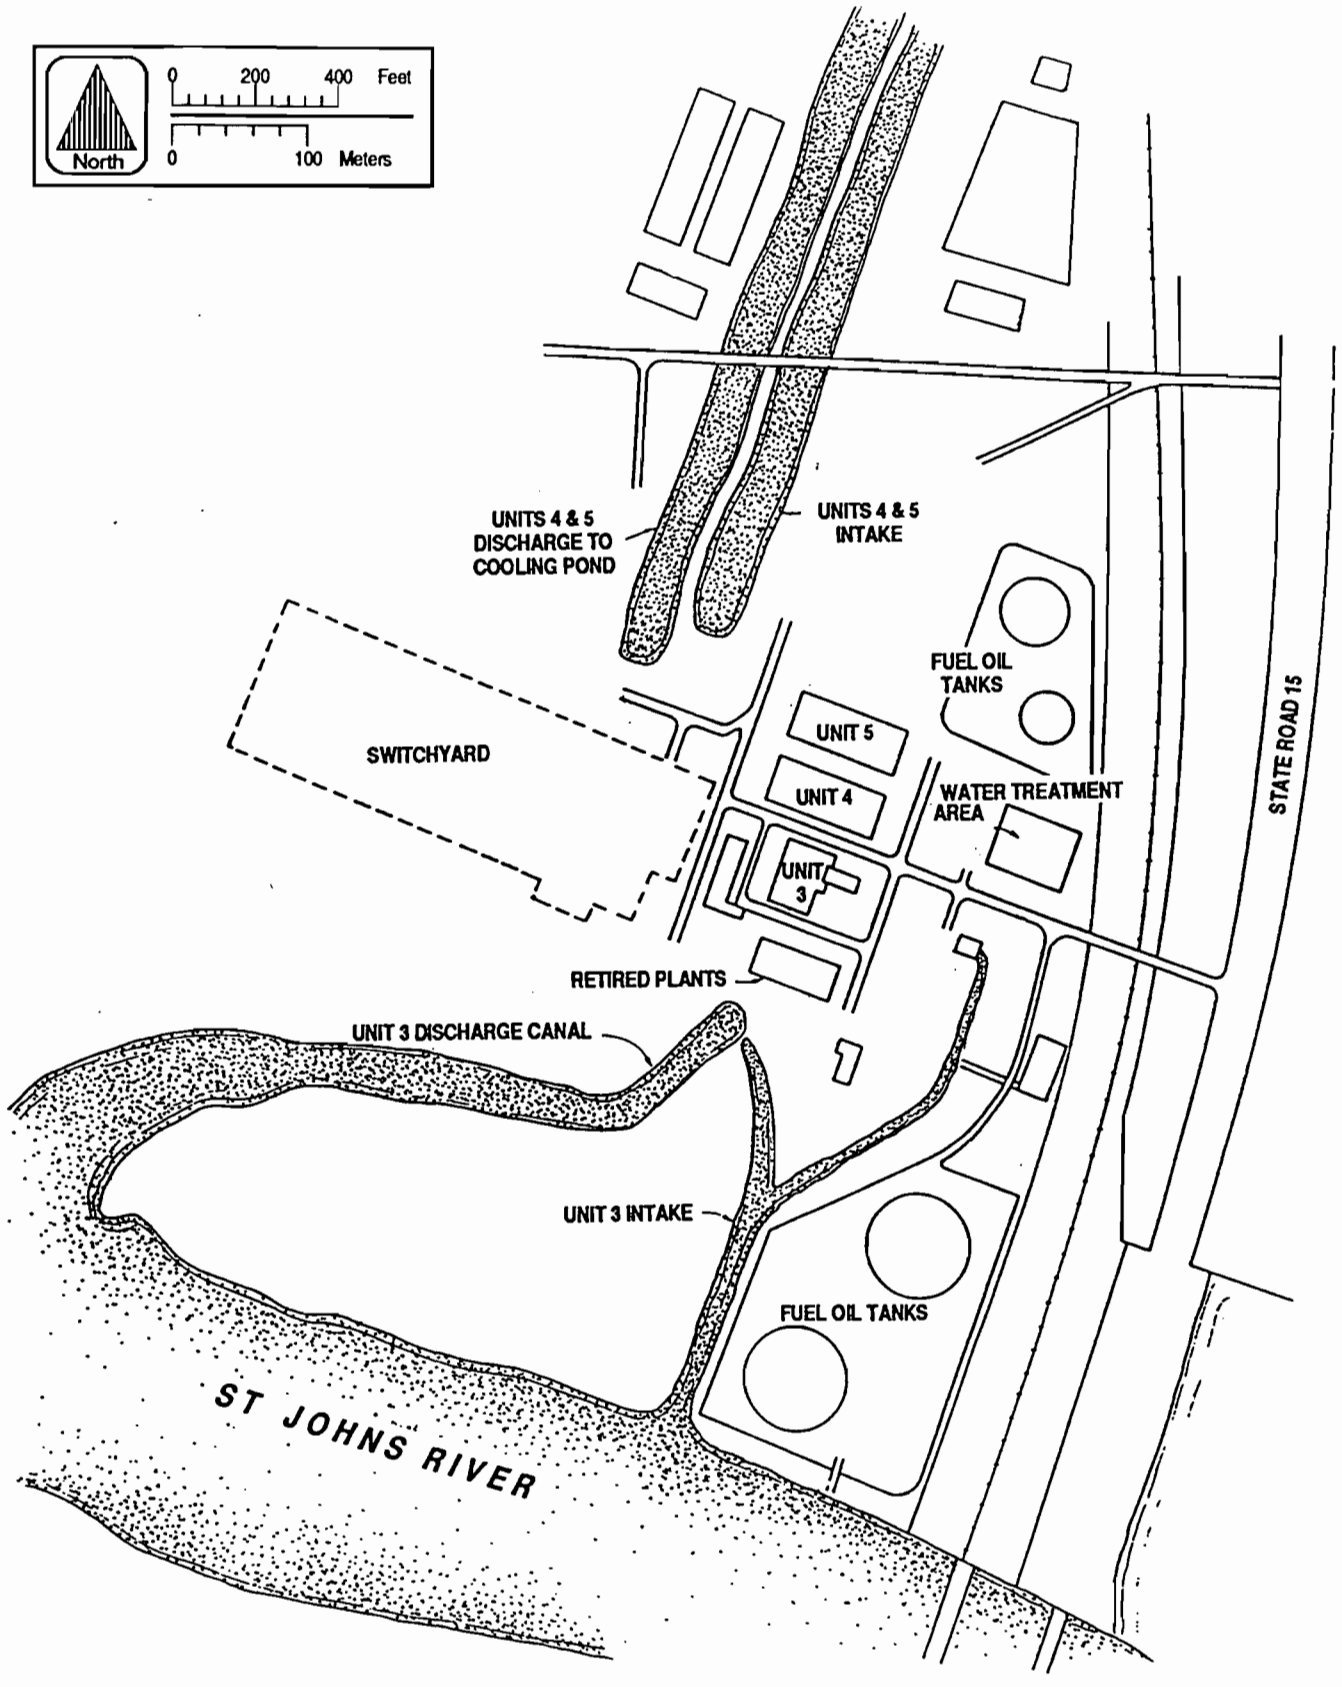 0 200 400 Feet
North
0 100 Meters
UNITS 4 & 5
DISCHARGE TO
COOLING POND
UNITS 4 & 5
INTAKE
FUEL OIL
TANKS
STATE ROAD 15
SWITCHYARD
UNIT 5
UNIT 4
WATER TREATMENT
AREA
UNIT
3
RETIRED PLANTS
UNIT 3 DISCHARGE CANAL
UNIT 3 INTAKE
FUEL OIL TANKS
ST JOHNS RIVER